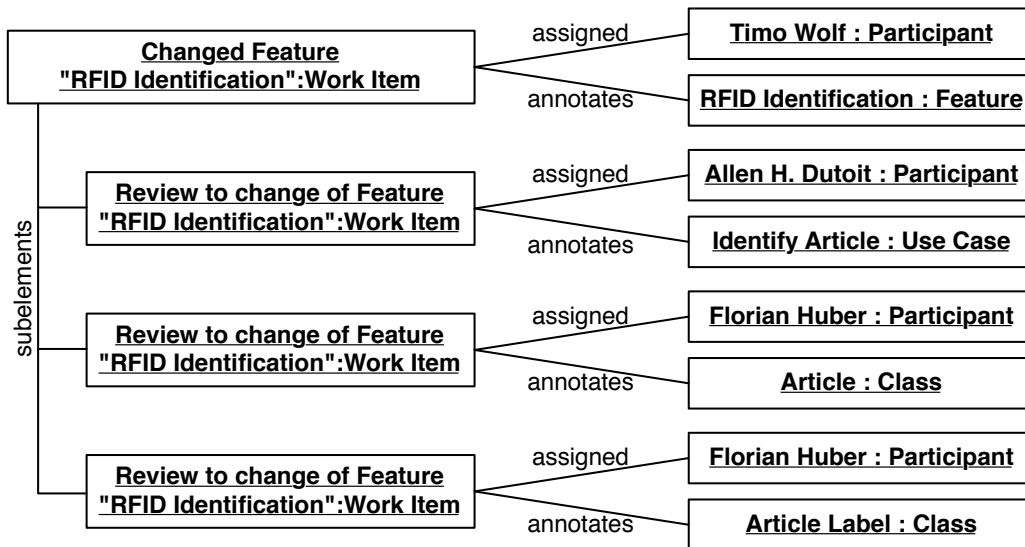 Changed Feature
"RFID Identification":Work Item
assigned
Timo Wolf : Participant
annotates
RFID Identification : Feature
subelements
Review to change of Feature
"RFID Identification":Work Item
assigned
Allen H. Dutoit : Participant
annotates
Identify Article : Use Case
Review to change of Feature
"RFID Identification":Work Item
assigned
Florian Huber : Participant
annotates
Article : Class
Review to change of Feature
"RFID Identification":Work Item
assigned
Florian Huber : Participant
annotates
Article Label : Class